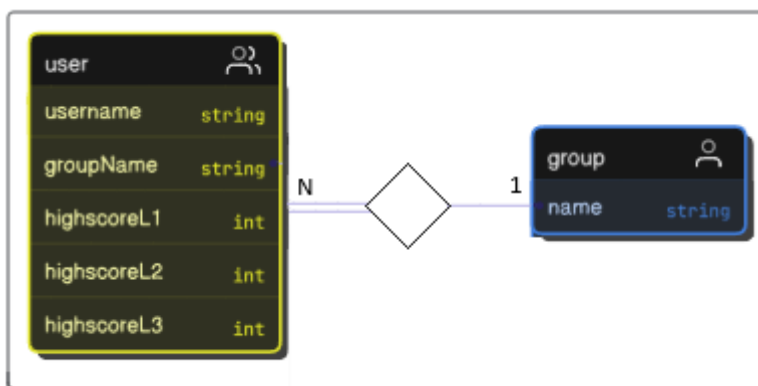 user
username string
groupName string
highscoreL1 int
highscoreL2 int
highscoreL3 int
N
1
group
name string